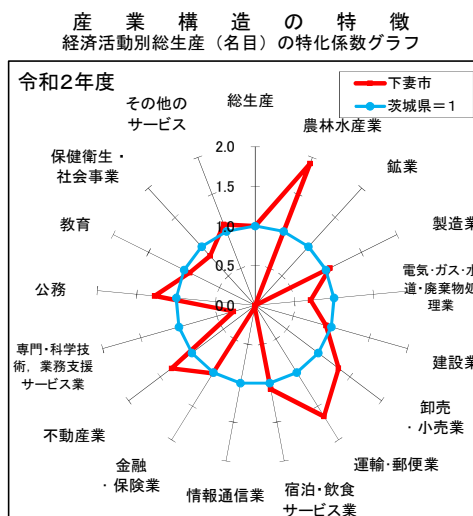 産業構造の特徴
経済活動別総生産（名目）の特化係数グラフ
令和2年度
下妻市
茨城県＝1
総生産
農林水産業
鉱業
製造業
電気･ガス･水
道･廃棄物処
理業
建設業
卸売
・小売業
運輸・郵便業
宿泊・飲食
サービス業
情報通信業
金融
・保険業
不動産業
専門・科学技
術，業務支援
サービス業
公務
教育
保健衛生・
社会事業
その他の
サービス
2.0
1.5
1.0
0.5
0.0